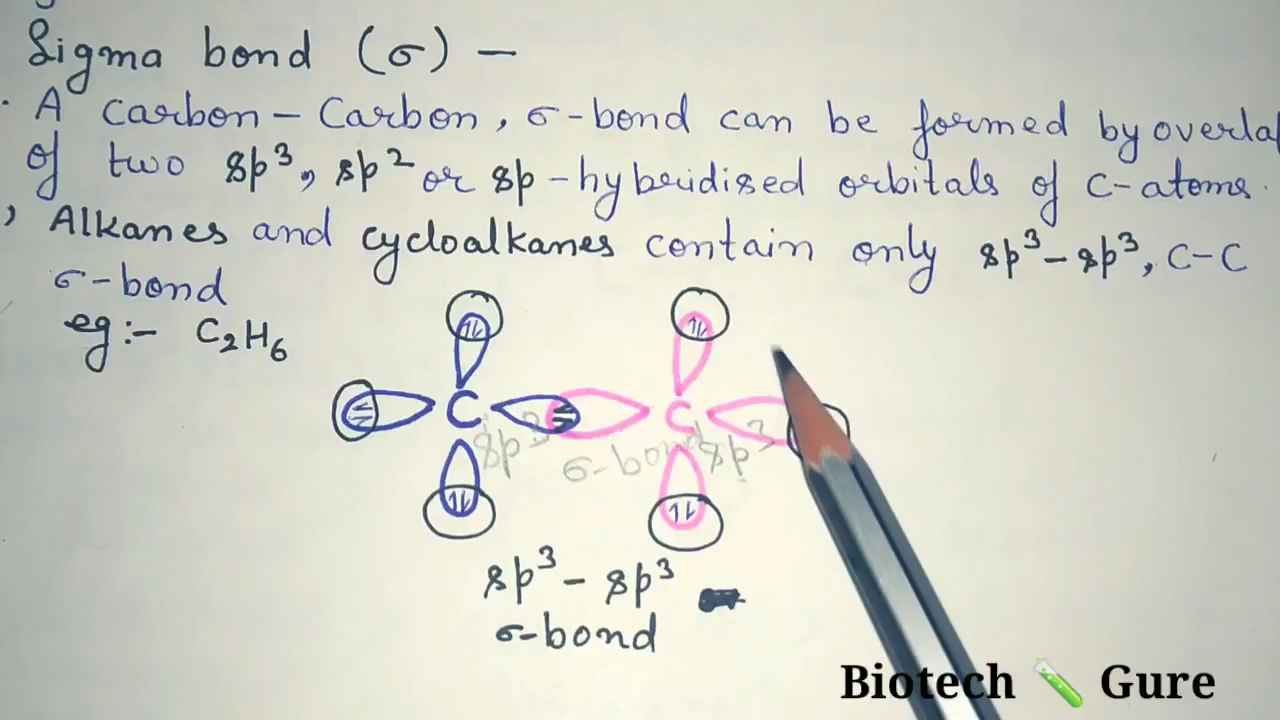 Sigma bond (σ) –
· A Carbon – Carbon, σ-bond can be formed by overla
of two sp³, sp² or sp-hybridised orbitals of C-atoms.
, Alkanes and cycloalkanes contain only sp³-sp³, C-C
σ-bond
eg:- C₂H₆
C C
sp³ σ-bond sp³
sp³ - sp³
σ-bond
Biotech Gure